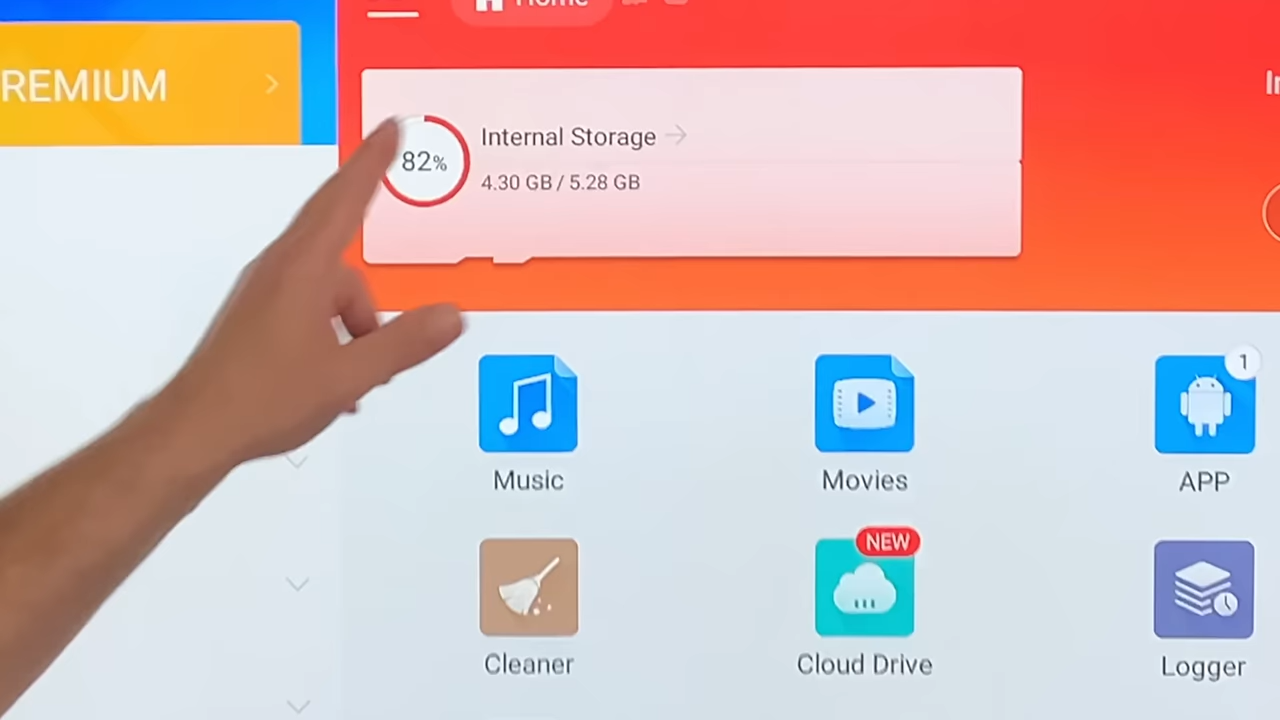 Home
REMIUM
82%
Internal Storage
4.30 GB / 5.28 GB
Music
Movies
1
APP
NEW
Cleaner
Cloud Drive
Logger